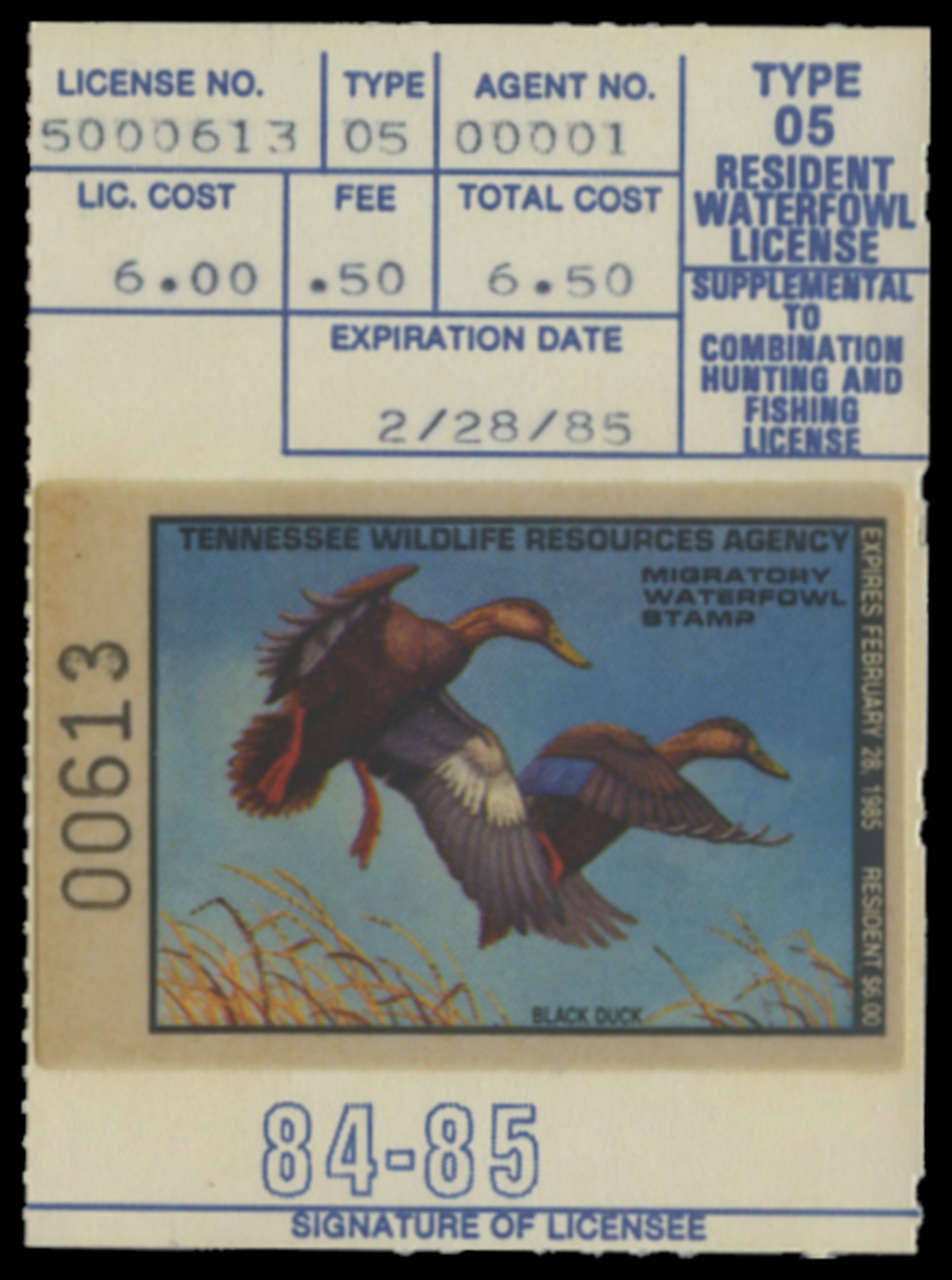 LICENSE NO. TYPE AGENT NO.
5000613 05 00001
LIC. COST FEE TOTAL COST
6.00 .50 6.50
EXPIRATION DATE
2/28/85
TYPE
05
RESIDENT
WATERFOWL
LICENSE
SUPPLEMENTAL
TO
COMBINATION
HUNTING AND
FISHING
LICENSE
00613
TENNESSEE WILDLIFE RESOURCES AGENCY
MIGRATORY
WATERFOWL
STAMP
EXPIRES FEBRUARY 28, 1985 RESIDENT $6.00
BLACK DUCK
84-85
SIGNATURE OF LICENSEE